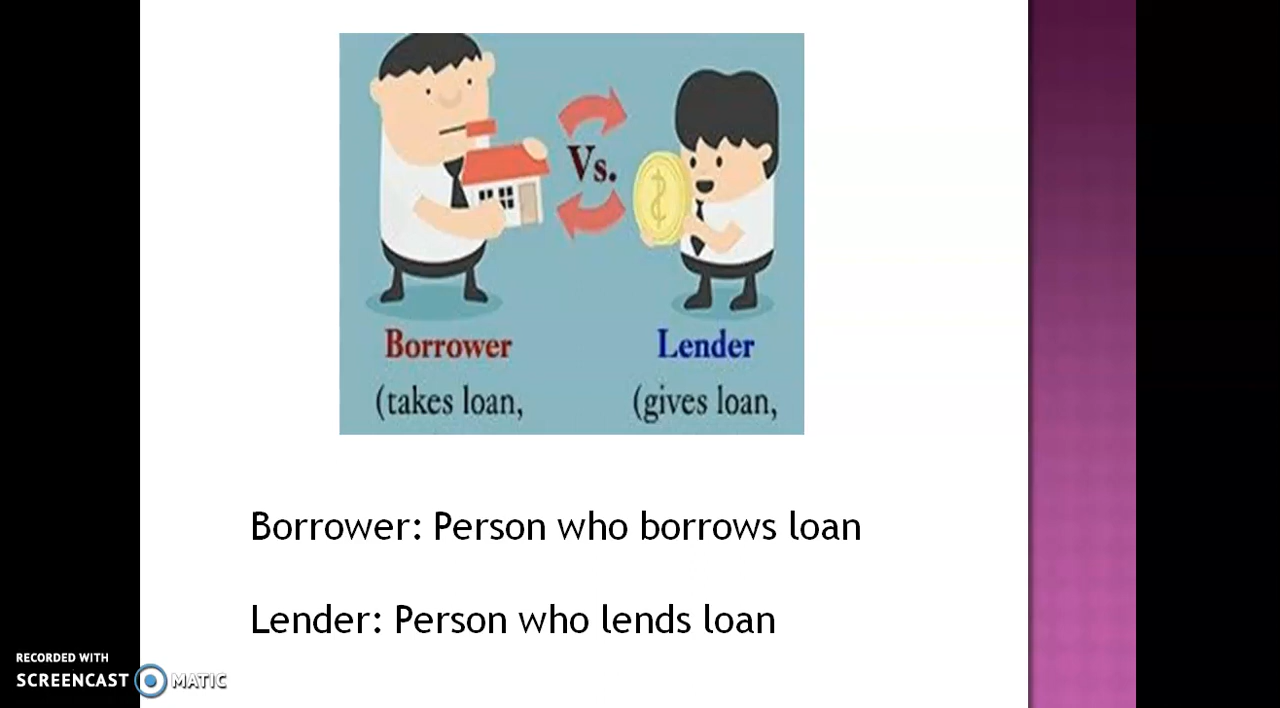 Vs.
Borrower Lender
(takes loan, (gives loan,
Borrower: Person who borrows loan
Lender: Person who lends loan
RECORDED WITH
SCREENCAST MATIC